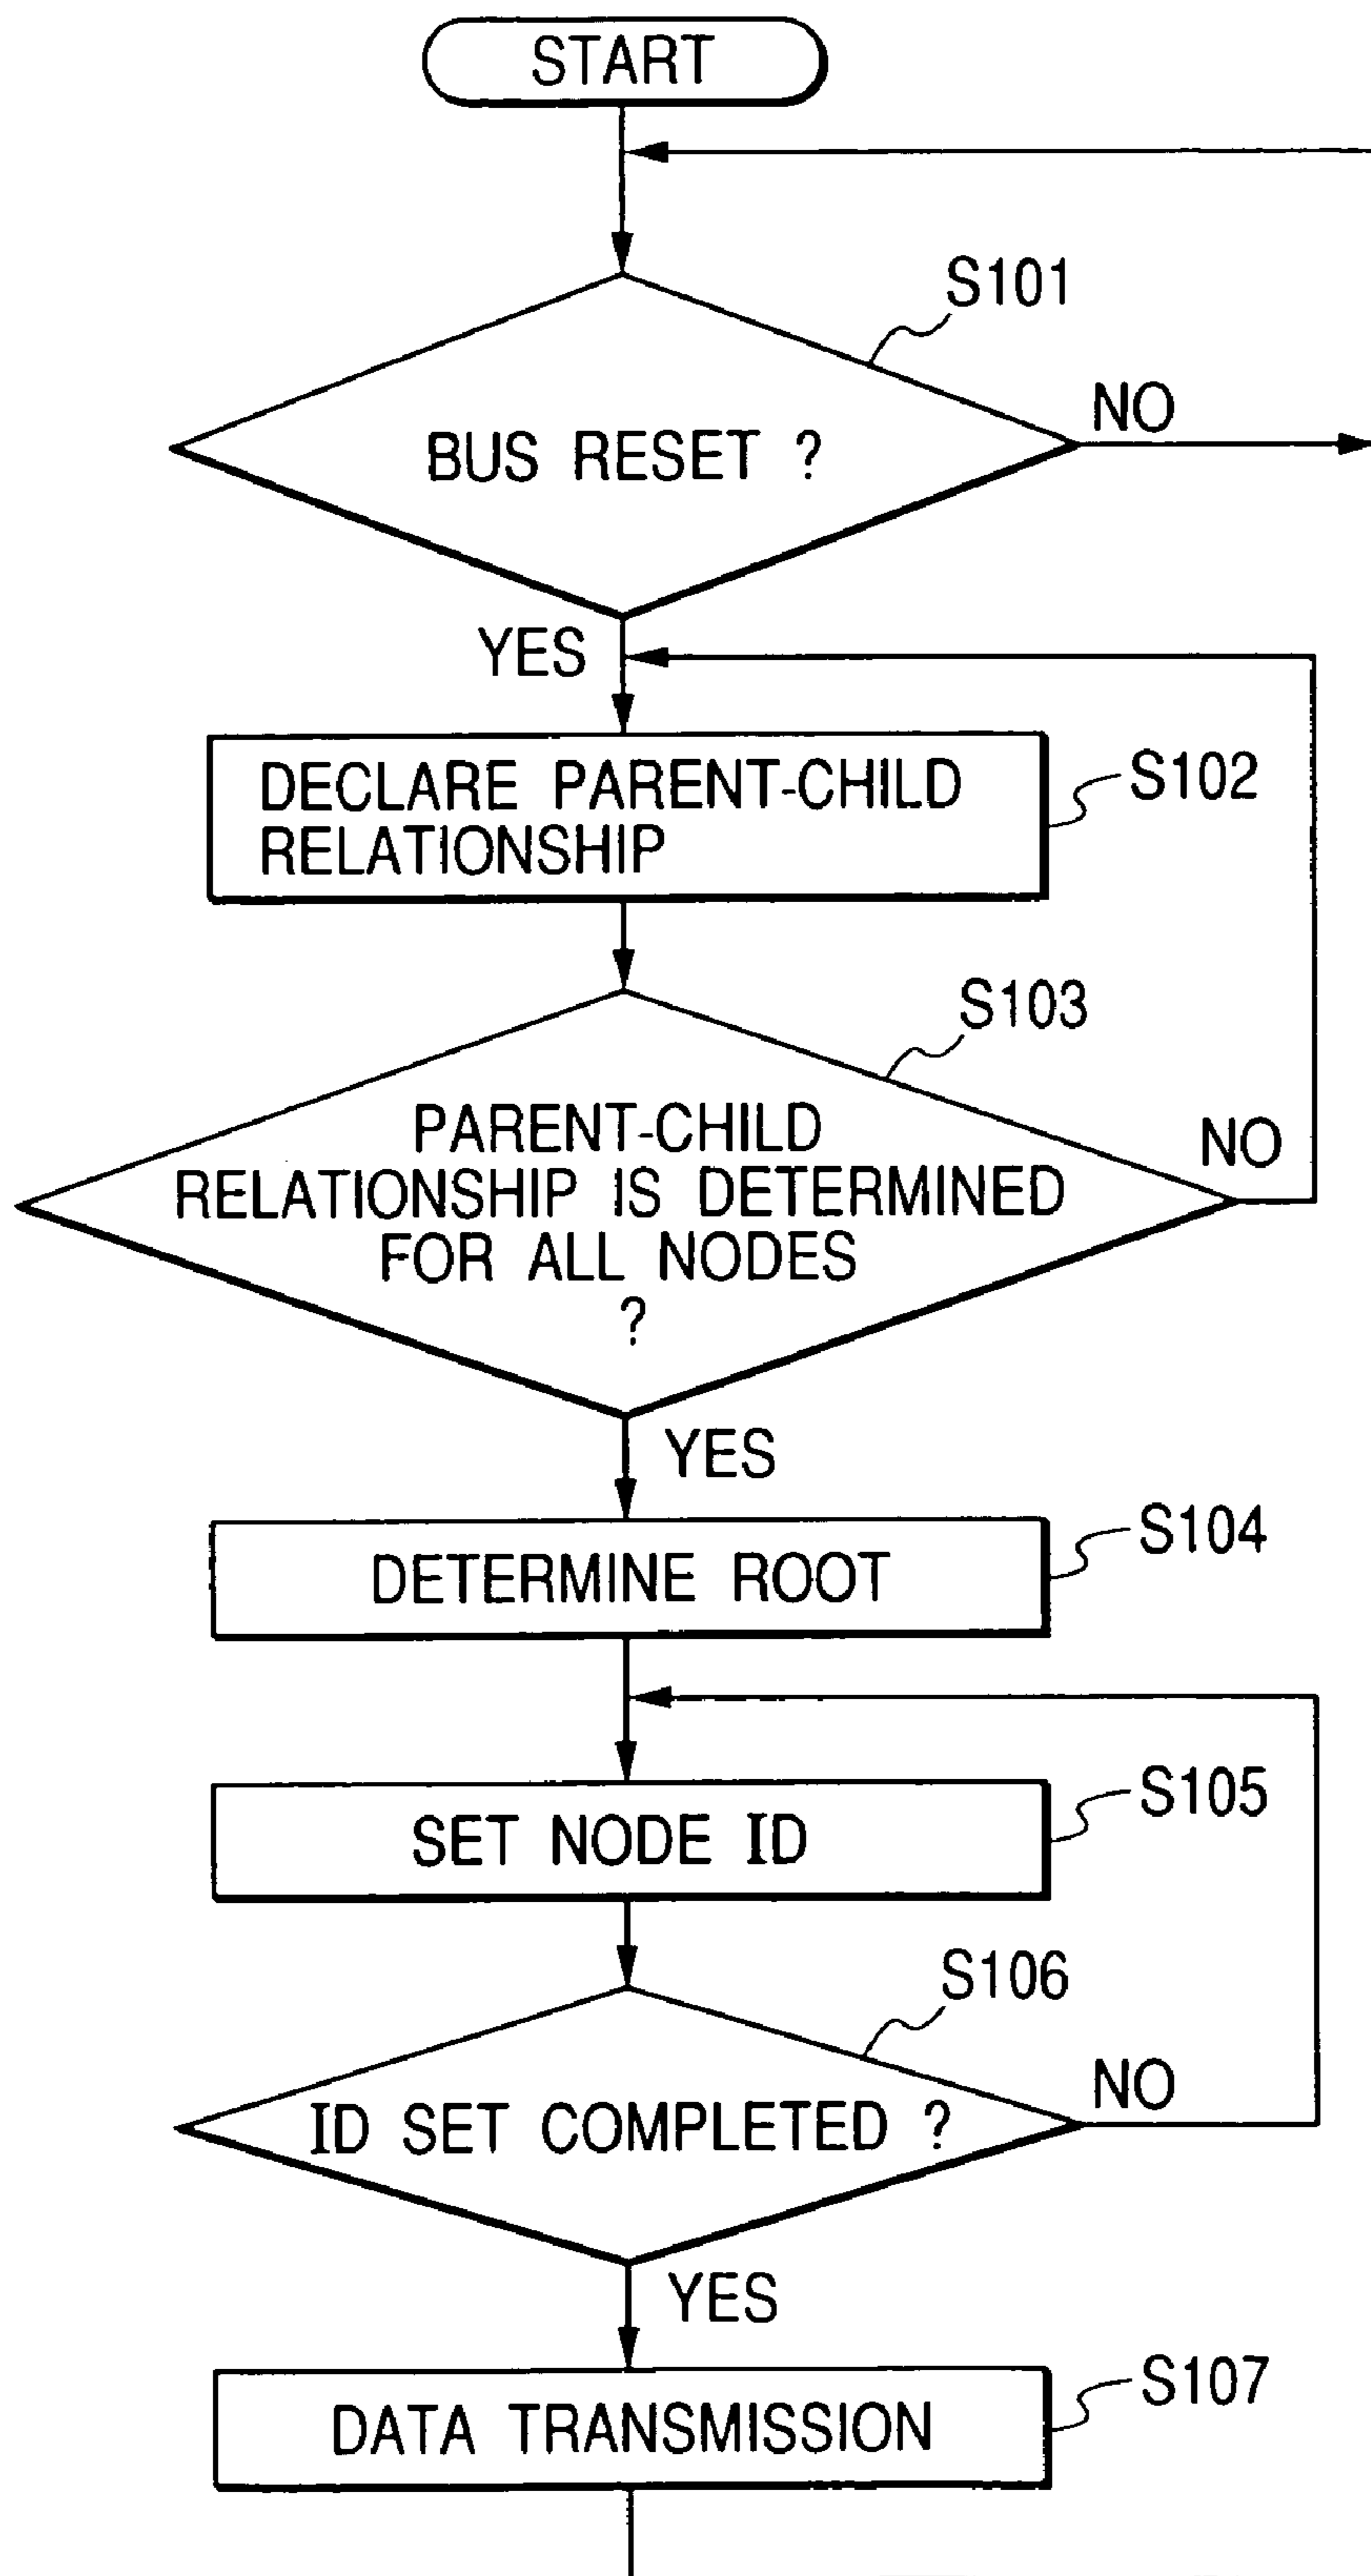 START
S101
BUS RESET ?
NO
YES
DECLARE PARENT-CHILD
RELATIONSHIP
S102
S103
PARENT-CHILD
RELATIONSHIP IS DETERMINED
FOR ALL NODES
?
NO
YES
S104
DETERMINE ROOT
S105
SET NODE ID
S106
ID SET COMPLETED ?
NO
YES
S107
DATA TRANSMISSION